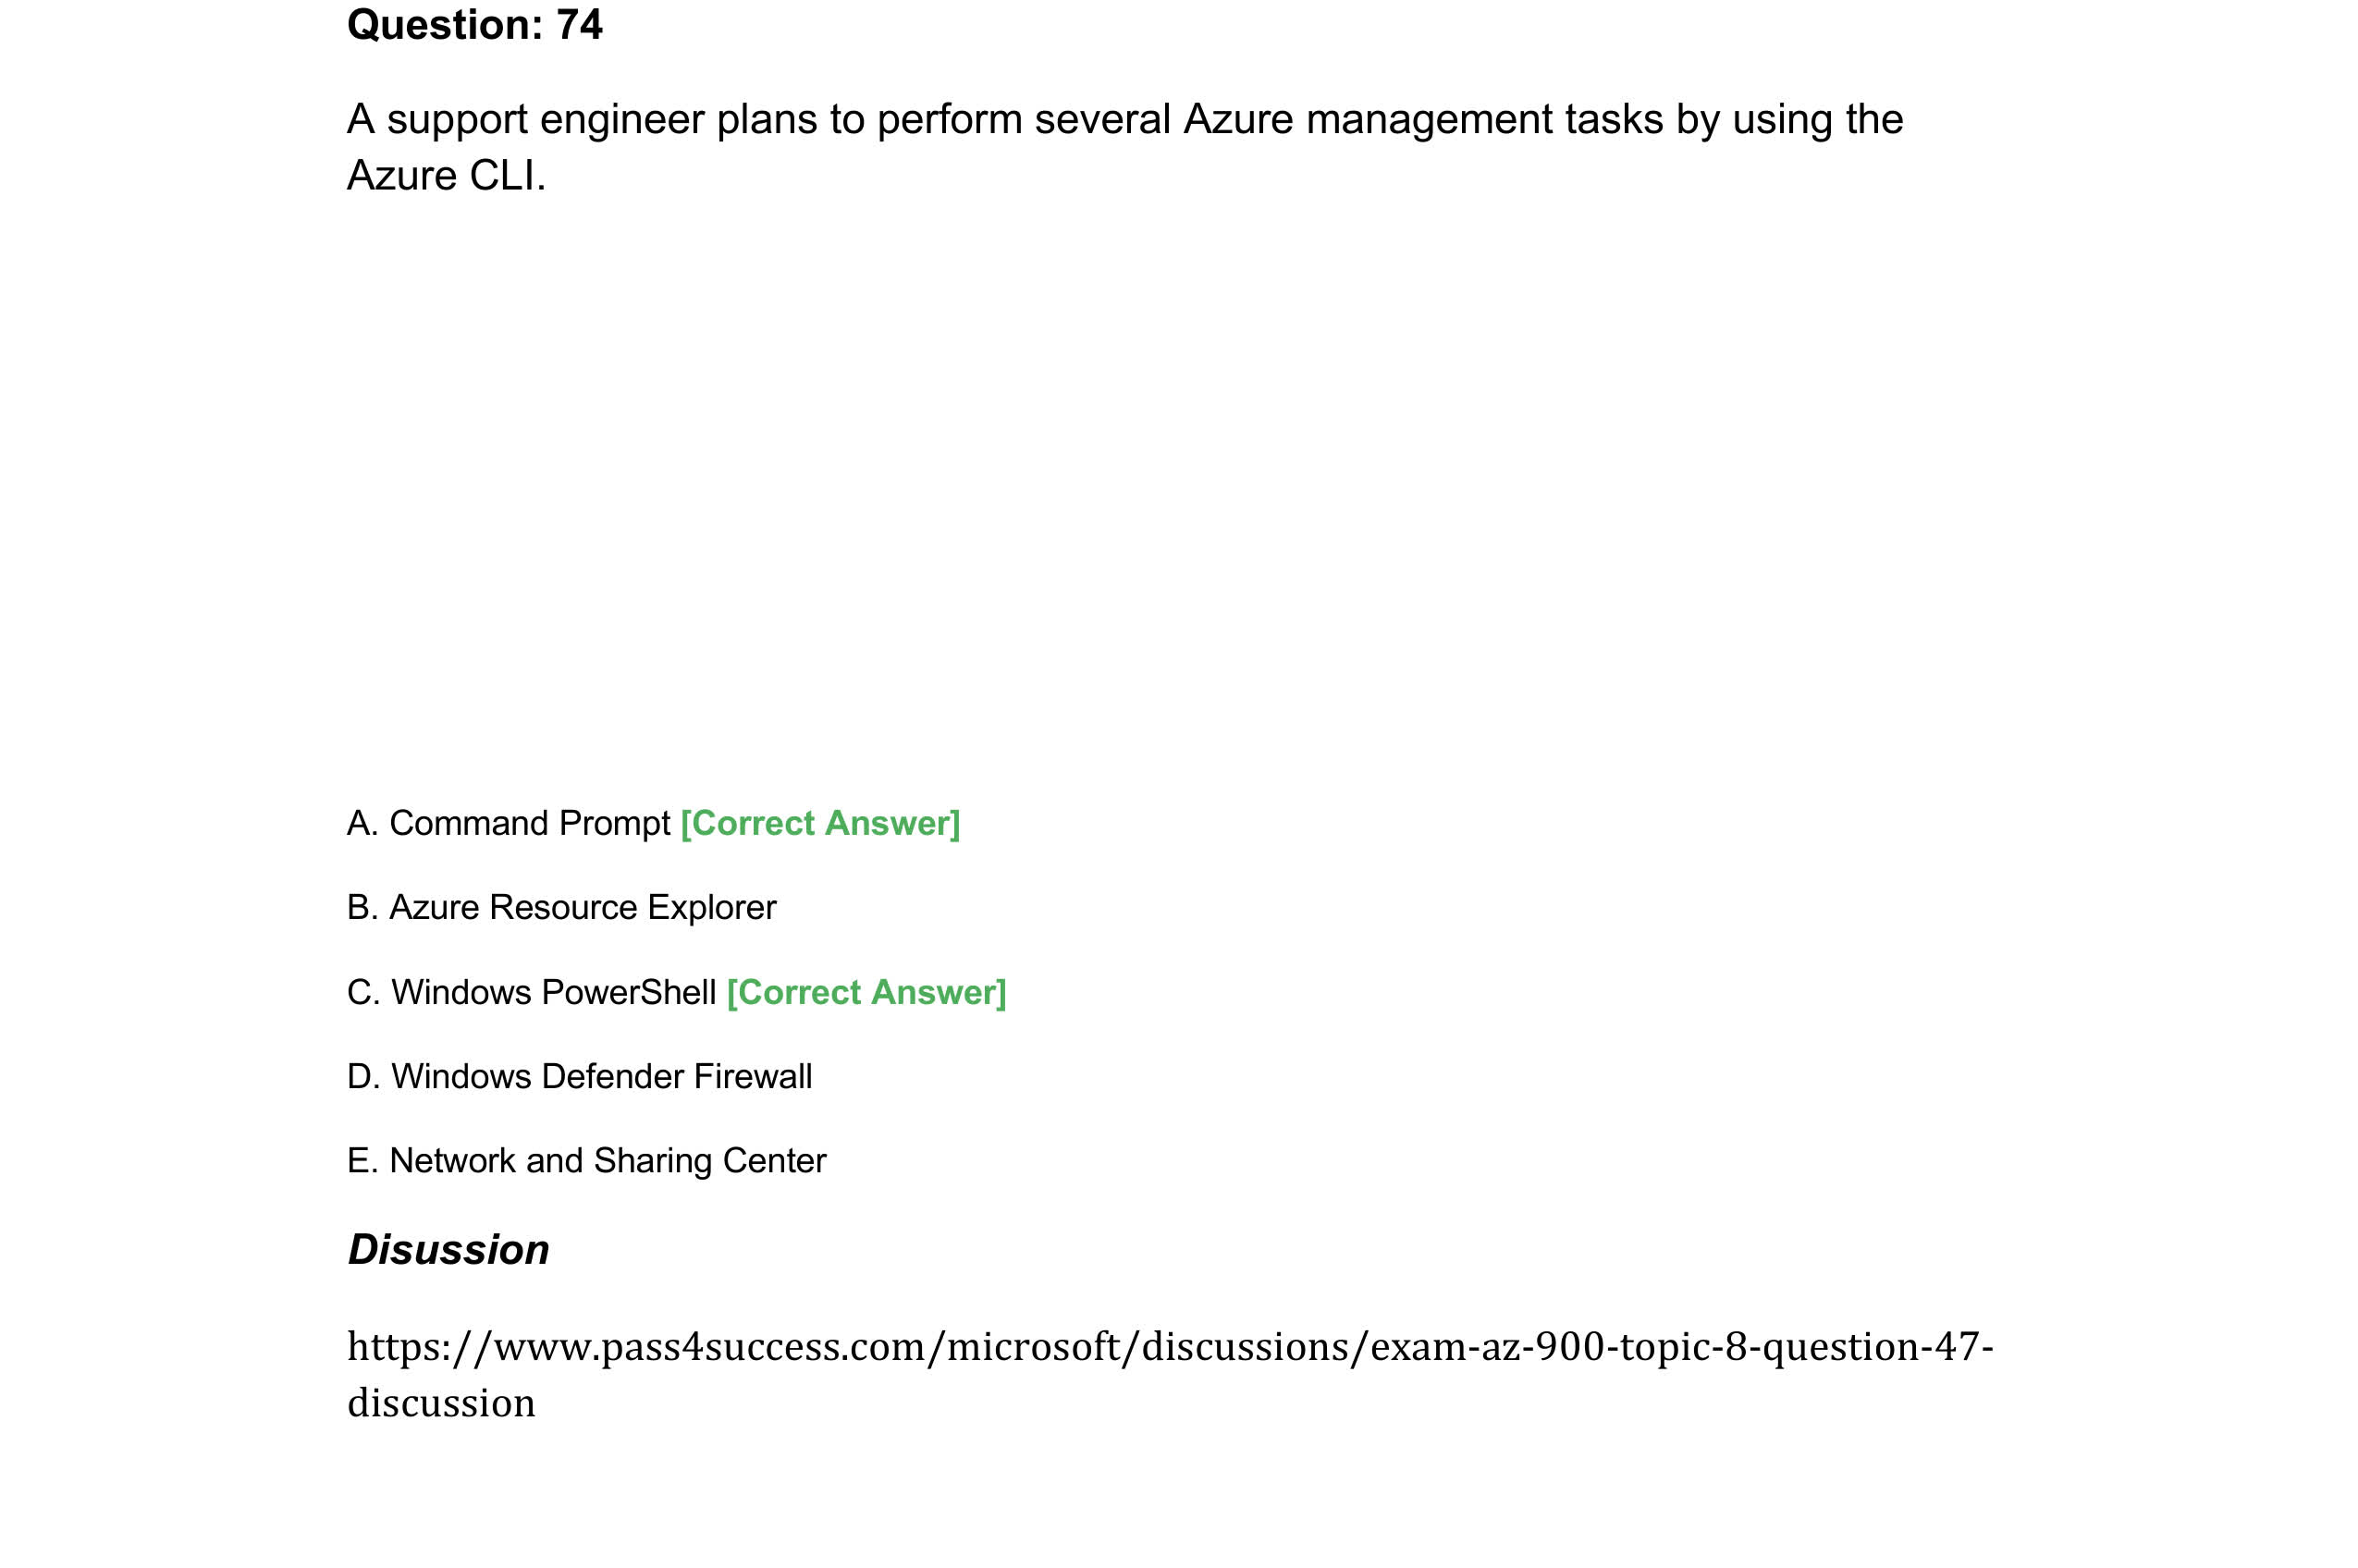 Question: 74
A support engineer plans to perform several Azure management tasks by using the
Azure CLI.
A. Command Prompt [Correct Answer]
B. Azure Resource Explorer
C. Windows PowerShell [Correct Answer]
D. Windows Defender Firewall
E. Network and Sharing Center
Disussion
https://www.pass4success.com/microsoft/discussions/exam-az-900-topic-8-question-47-
discussion